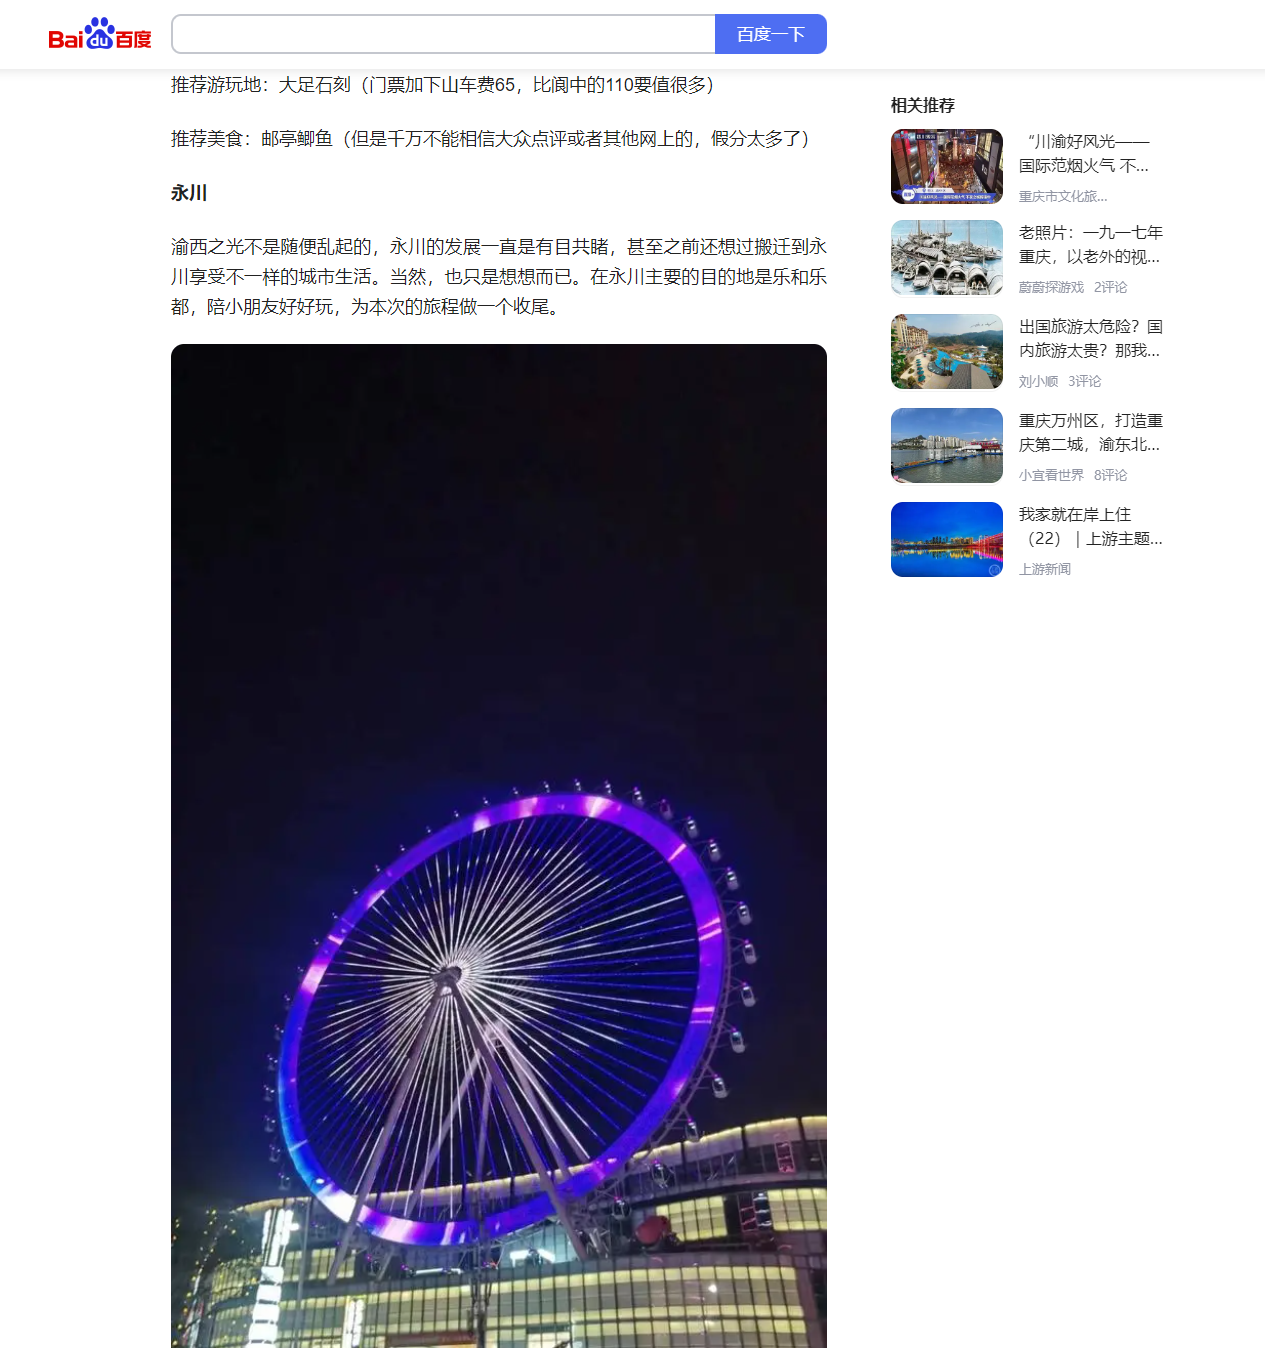 Bai du 百度
百度一下
推荐游玩地：大足石刻（门票加下山车费65，比阆中的110要值很多）
推荐美食：邮亭鲫鱼（但是千万不能相信大众点评或者其他网上的，假分太多了）
永川
渝西之光不是随便乱起的，永川的发展一直是有目共睹，甚至之前还想过搬迁到永
川享受不一样的城市生活。当然，也只是想想而已。在永川主要的目的地是乐和乐
都，陪小朋友好好玩，为本次的旅程做一个收尾。
相关推荐
“川渝好风光——
国际范烟火气 不...
重庆市文化旅...
老照片：一九一七年
重庆，以老外的视...
蔚蔚探游戏 2评论
出国旅游太危险？国
内旅游太贵？那我...
刘小顺 3评论
重庆万州区，打造重
庆第二城，渝东北...
小宜看世界 8评论
我家就在岸上住
（22）｜上游主题...
上游新闻